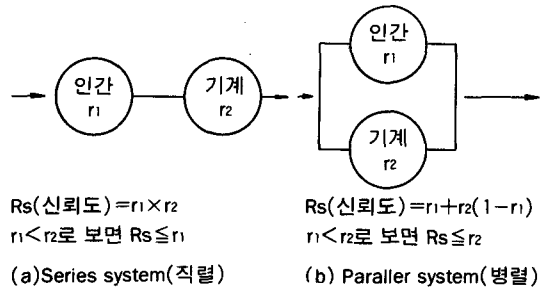 인간
r1
기계
r2
인간
r1
기계
r2
Rs(신뢰도)=r1×r2
r1<r2로 보면 Rs≦r1
(a)Series system(직렬)
Rs(신뢰도)=r1+r2(1-r1)
r1<r2로 보면 Rs≦r2
(b) Paraller system(병렬)